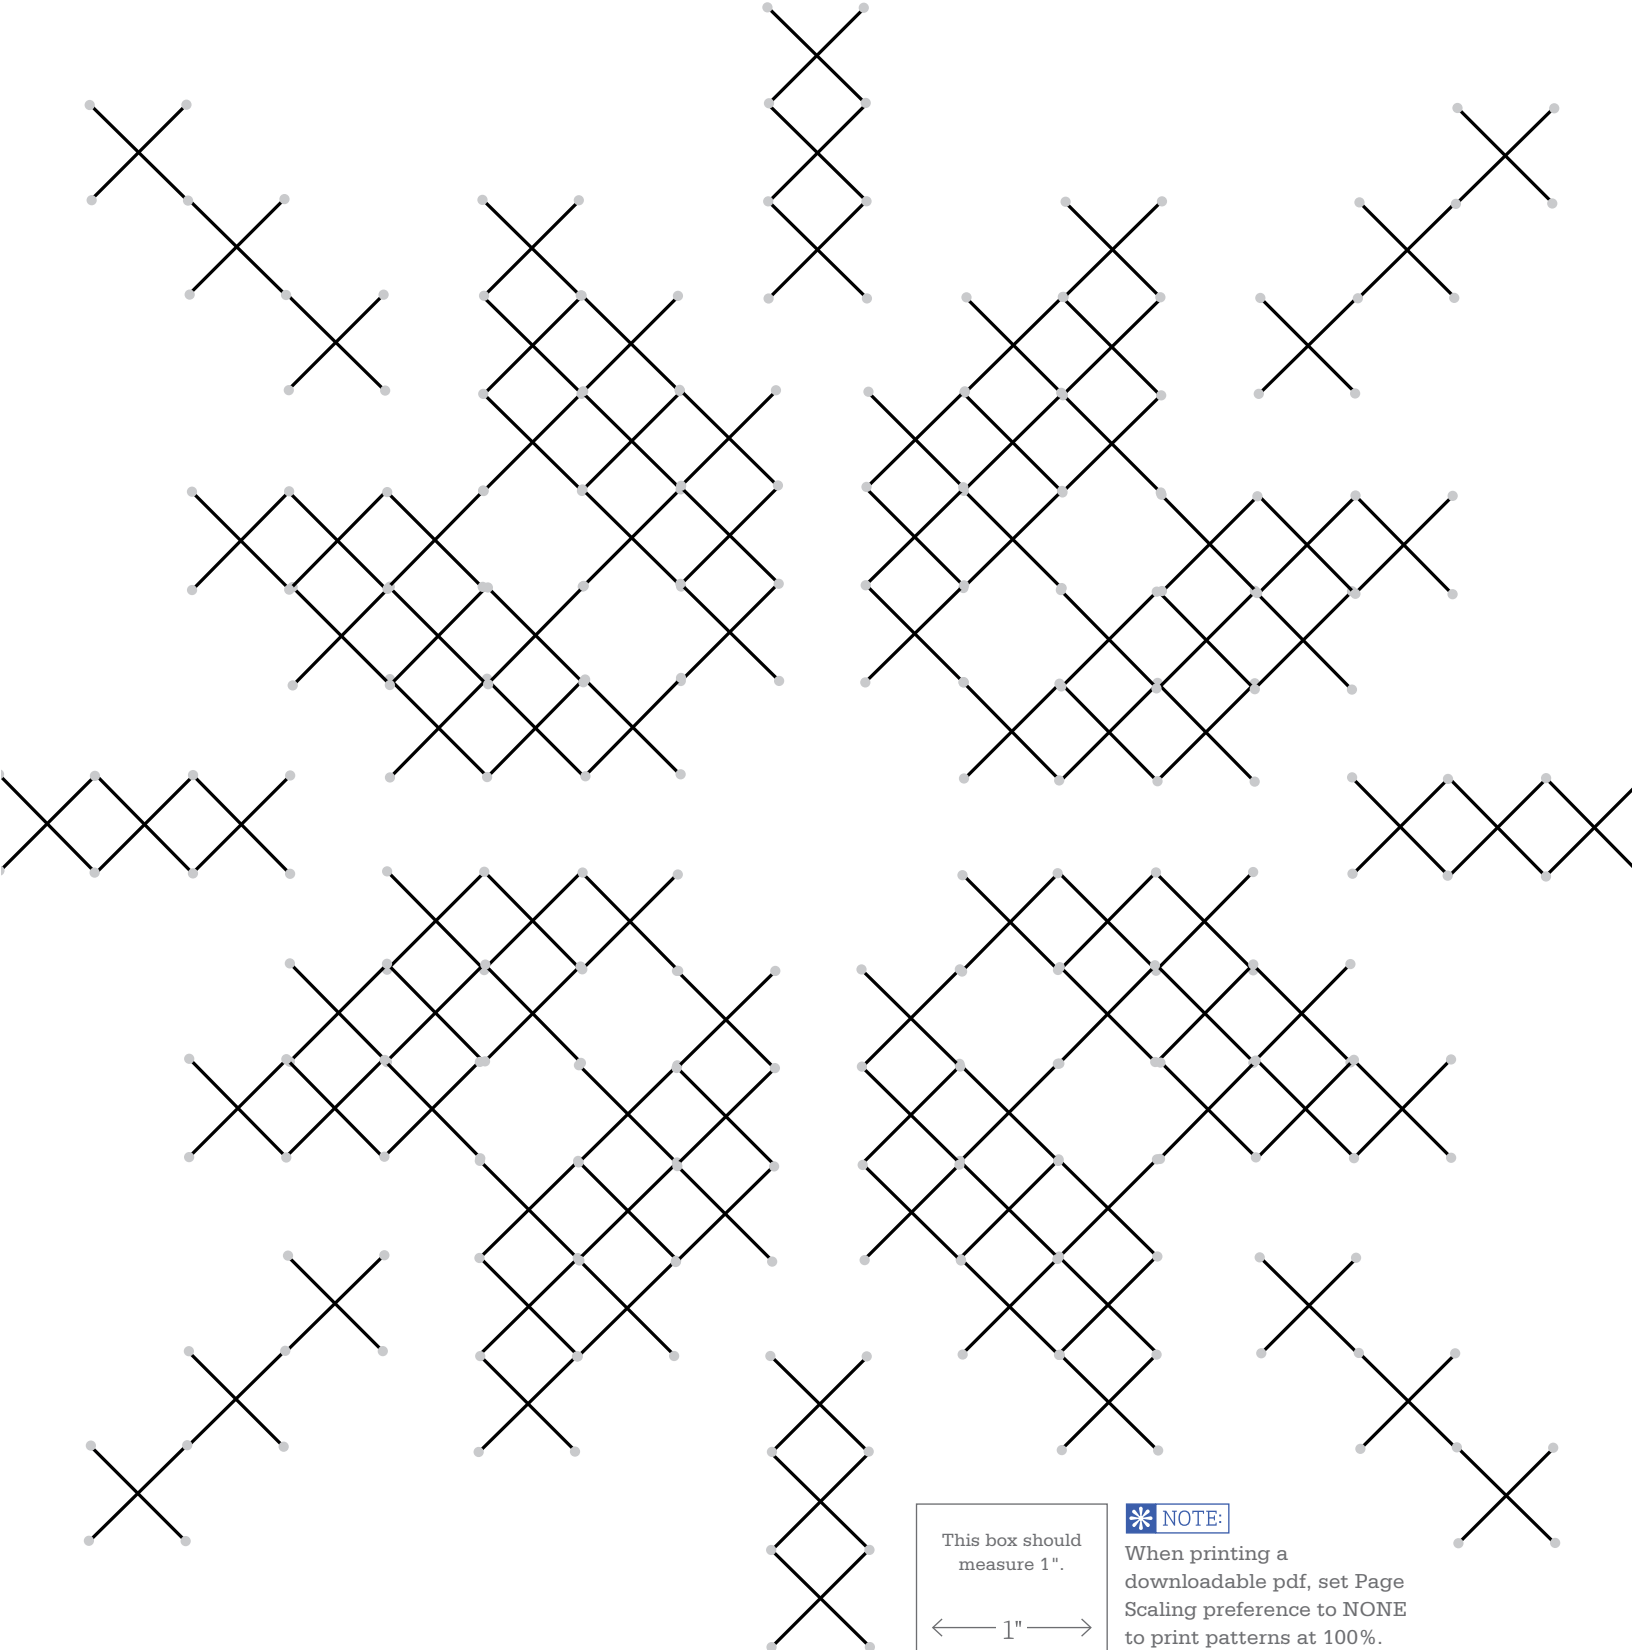 This box should
measure 1".
1"
NOTE:
When printing a
downloadable pdf, set Page
Scaling preference to NONE
to print patterns at 100%.